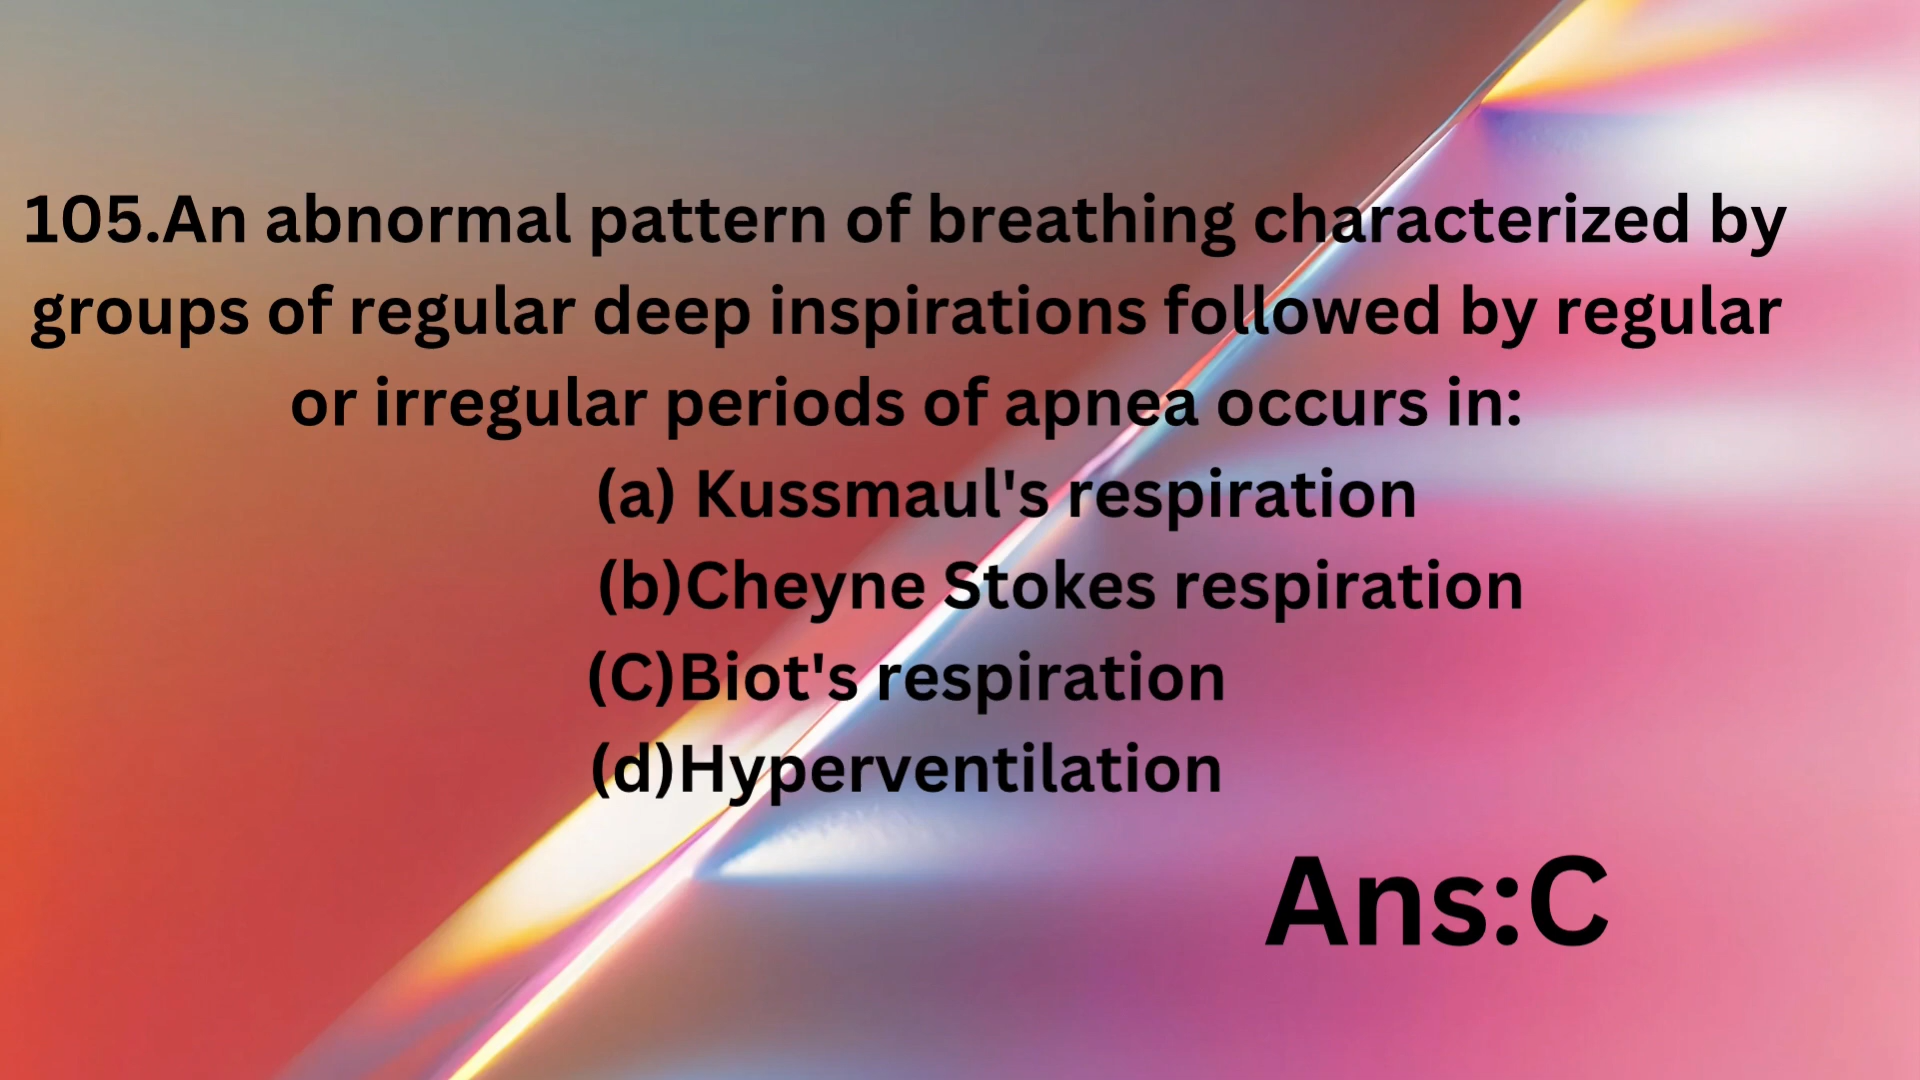 105.An abnormal pattern of breathing characterized by
groups of regular deep inspirations followed by regular
or irregular periods of apnea occurs in:
(a) Kussmaul's respiration
(b)Cheyne Stokes respiration
(C)Biot's respiration
(d)Hyperventilation
Ans:C